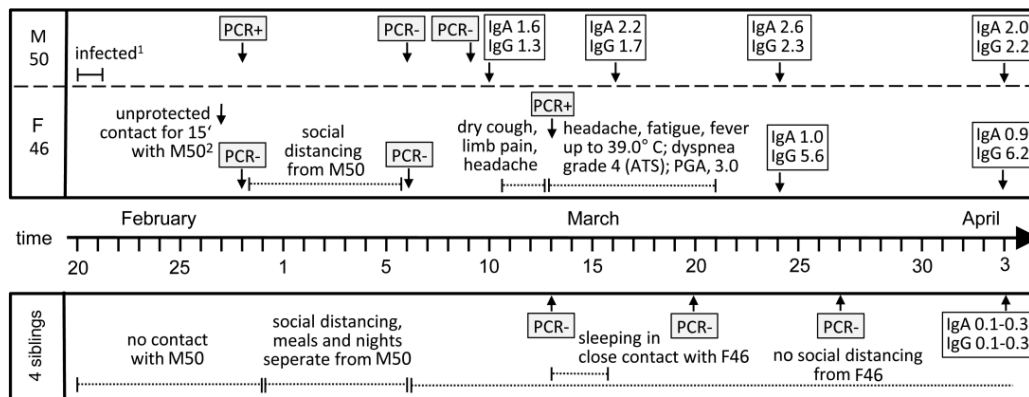 M
50
infected¹
PCR+
PCR-
PCR-
IgA 1.6
IgG 1.3
IgA 2.2
IgG 1.7
IgA 2.6
IgG 2.3
IgA 2.0
IgG 2.2
F
46
unprotected
contact for 15‘
with M50²
PCR-
social
distancing
from M50
PCR-
dry cough,
limb pain,
headache
PCR+
headache, fatigue, fever
up to 39.0° C; dyspnea
grade 4 (ATS); PGA, 3.0
IgA 1.0
IgG 5.6
IgA 0.9
IgG 6.2
February
March
April
time
20
25
1
5
10
15
20
25
30
3
4 siblings
no contact
with M50
social distancing,
meals and nights
seperate from M50
PCR-
sleeping in
close contact with F46
PCR-
PCR-
no social distancing
from F46
IgA 0.1-0.3
IgG 0.1-0.3